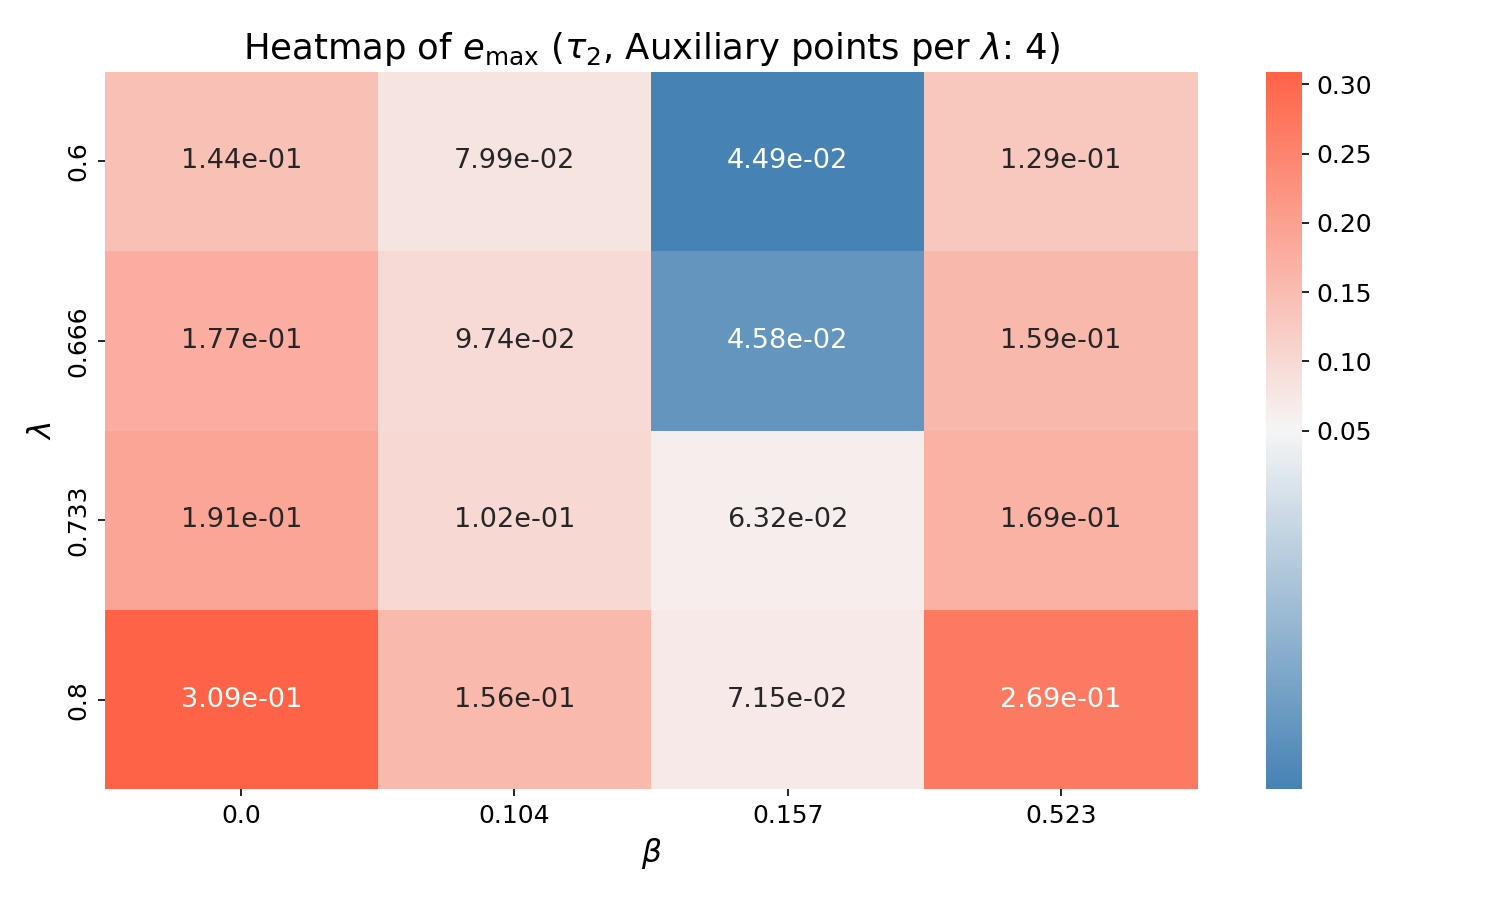 Heatmap of e_max (τ_2, Auxiliary points per λ: 4)
0.6 1.44e-01 7.99e-02 4.49e-02 1.29e-01
0.666 1.77e-01 9.74e-02 4.58e-02 1.59e-01
0.733 1.91e-01 1.02e-01 6.32e-02 1.69e-01
0.8 3.09e-01 1.56e-01 7.15e-02 2.69e-01
0.0 0.104 0.157 0.523
β
λ
0.30
0.25
0.20
0.15
0.10
0.05